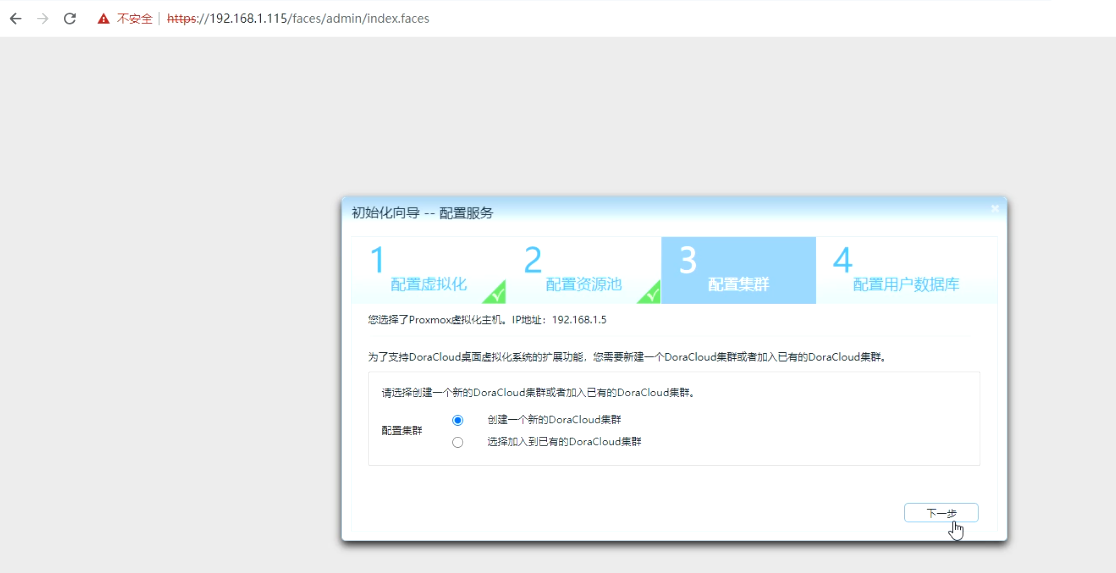 不安全 | https://192.168.1.115/faces/admin/index.faces
初始化向导 -- 配置服务
1 配置虚拟化
2 配置资源池
3 配置集群
4 配置用户数据库
您选择了Proxmox虚拟化主机。IP地址：192.168.1.5
为了支持DoraCloud桌面虚拟化系统的扩展功能，您需要新建一个DoraCloud集群或者加入已有的DoraCloud集群。
请选择创建一个新的DoraCloud集群或者加入已有的DoraCloud集群。
配置集群
创建一个新的DoraCloud集群
选择加入到已有的DoraCloud集群
下一步